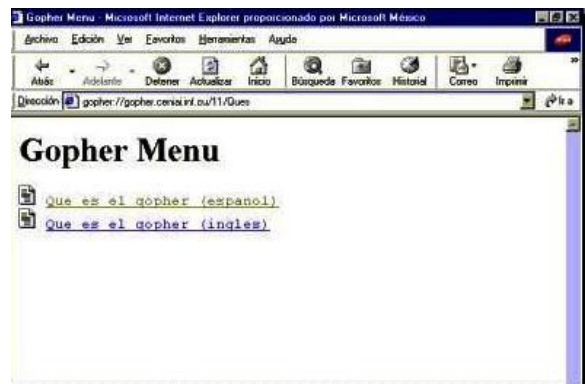 Gopher Menu - Microsoft Internet Explorer proporcionado por Microsoft México
Archivo Edición Ver Favoritos Herramientas Ayuda
Atrás Adelante Detener Actualizar Inicio Búsqueda Favoritos Historial Correo Imprimir
Dirección gopher://gopher.ceniai.inf.cu/11/Ques Ir a
Gopher Menu
Que es el gopher (espanol)
Que es el gopher (ingles)